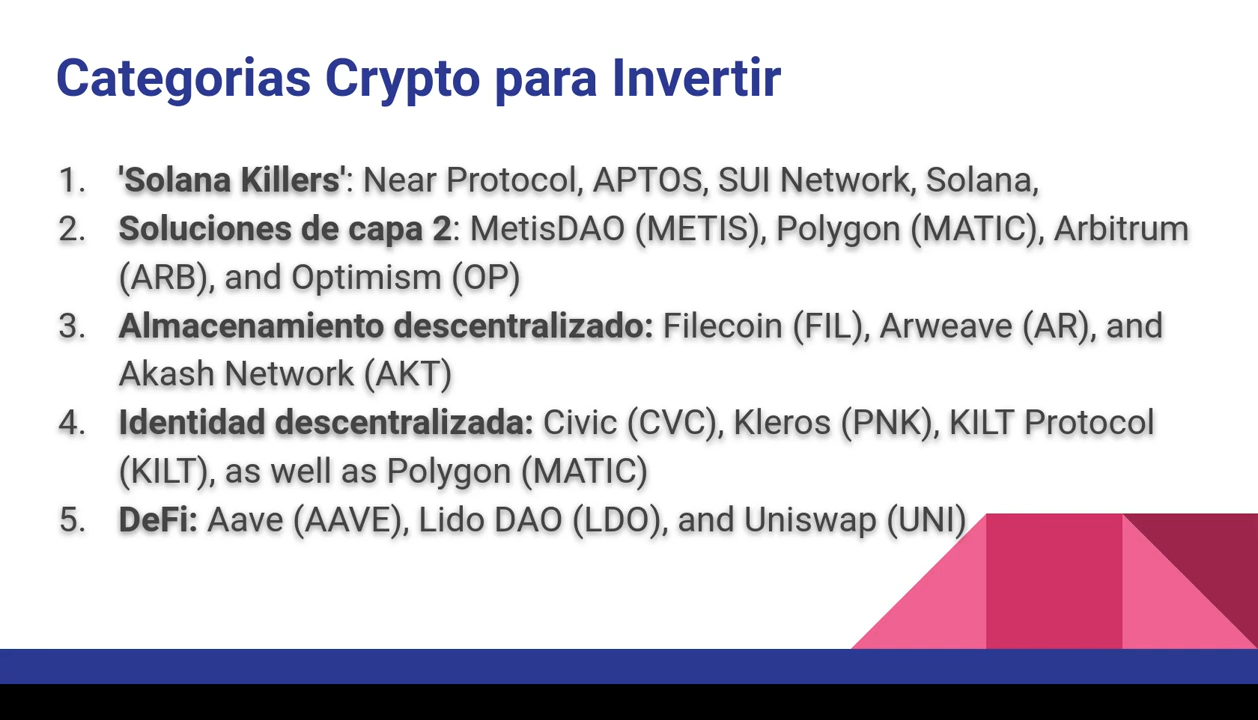 Categorias Crypto para Invertir
1. 'Solana Killers': Near Protocol, APTOS, SUI Network, Solana,
2. Soluciones de capa 2: MetisDAO (METIS), Polygon (MATIC), Arbitrum
(ARB), and Optimism (OP)
3. Almacenamiento descentralizado: Filecoin (FIL), Arweave (AR), and
Akash Network (AKT)
4. Identidad descentralizada: Civic (CVC), Kleros (PNK), KILT Protocol
(KILT), as well as Polygon (MATIC)
5. DeFi: Aave (AAVE), Lido DAO (LDO), and Uniswap (UNI)